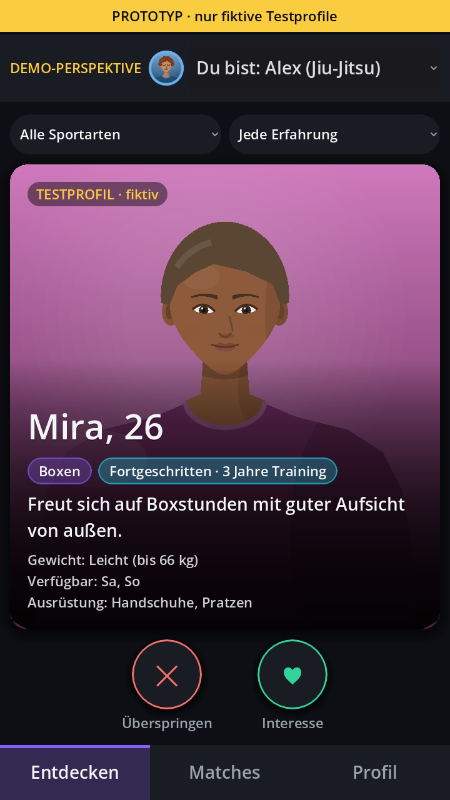 PROTOTYP · nur fiktive Testprofile
DEMO-PERSPEKTIVE
Du bist: Alex (Jiu-Jitsu)
Alle Sportarten
Jede Erfahrung
TESTPROFIL · fiktiv
Mira, 26
Boxen
Fortgeschritten · 3 Jahre Training
Freut sich auf Boxstunden mit guter Aufsicht
von außen.
Gewicht: Leicht (bis 66 kg)
Verfügbar: Sa, So
Ausrüstung: Handschuhe, Pratzen
Überspringen
Interesse
Entdecken
Matches
Profil